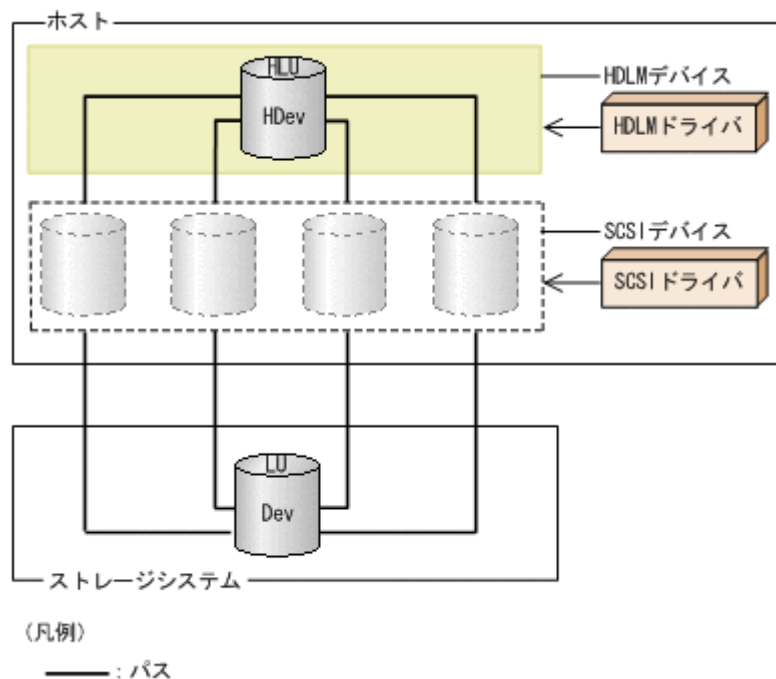 ホスト
HLU
HDev
HDLMデバイス
HDLMドライバ
SCSIデバイス
SCSIドライバ
LU
Dev
ストレージシステム
(凡例)
：パス